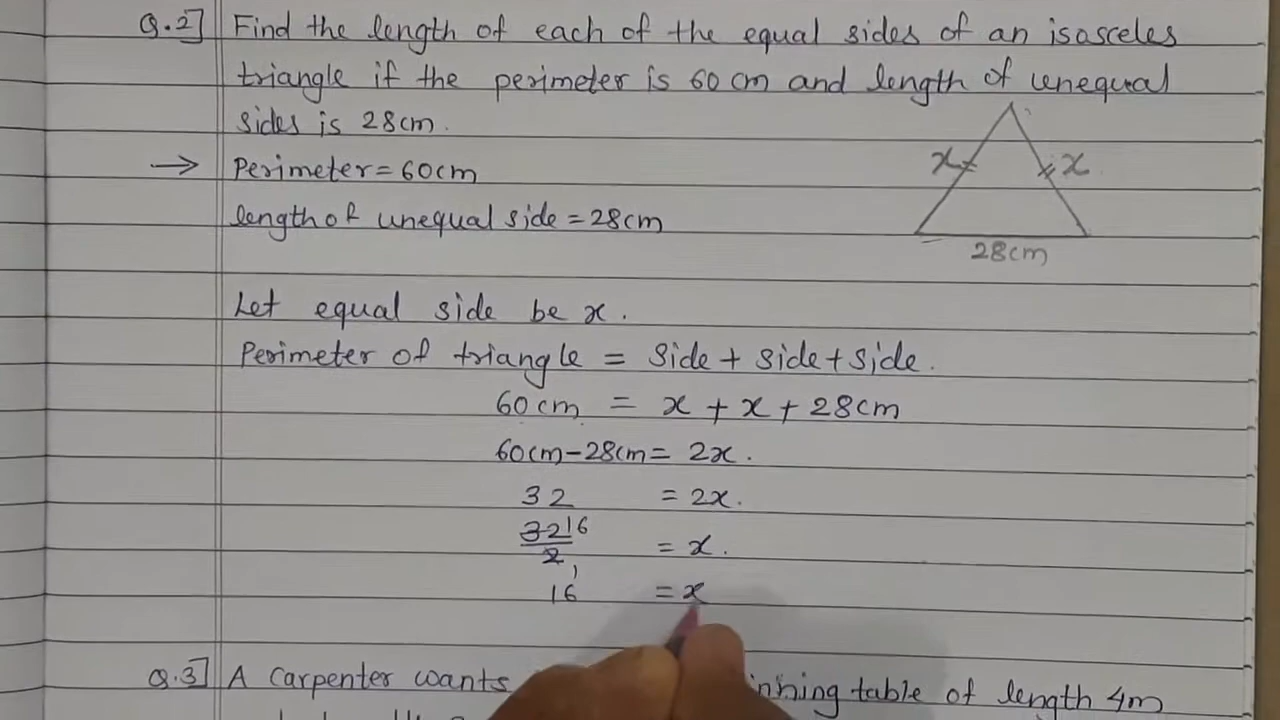 Q.2] Find the length of each of the equal sides of an isosceles
triangle if the perimeter is 60 cm and length of unequal
sides is 28cm.
→ Perimeter = 60cm
length of unequal side = 28cm
x x
28cm
Let equal side be x.
Perimeter of triangle = side + side + side.
60cm = x + x + 28cm
60cm - 28cm = 2x.
32 = 2x.
32 16
2 1 = x.
16 = x
Q.3] A carpenter wants table of length 4m